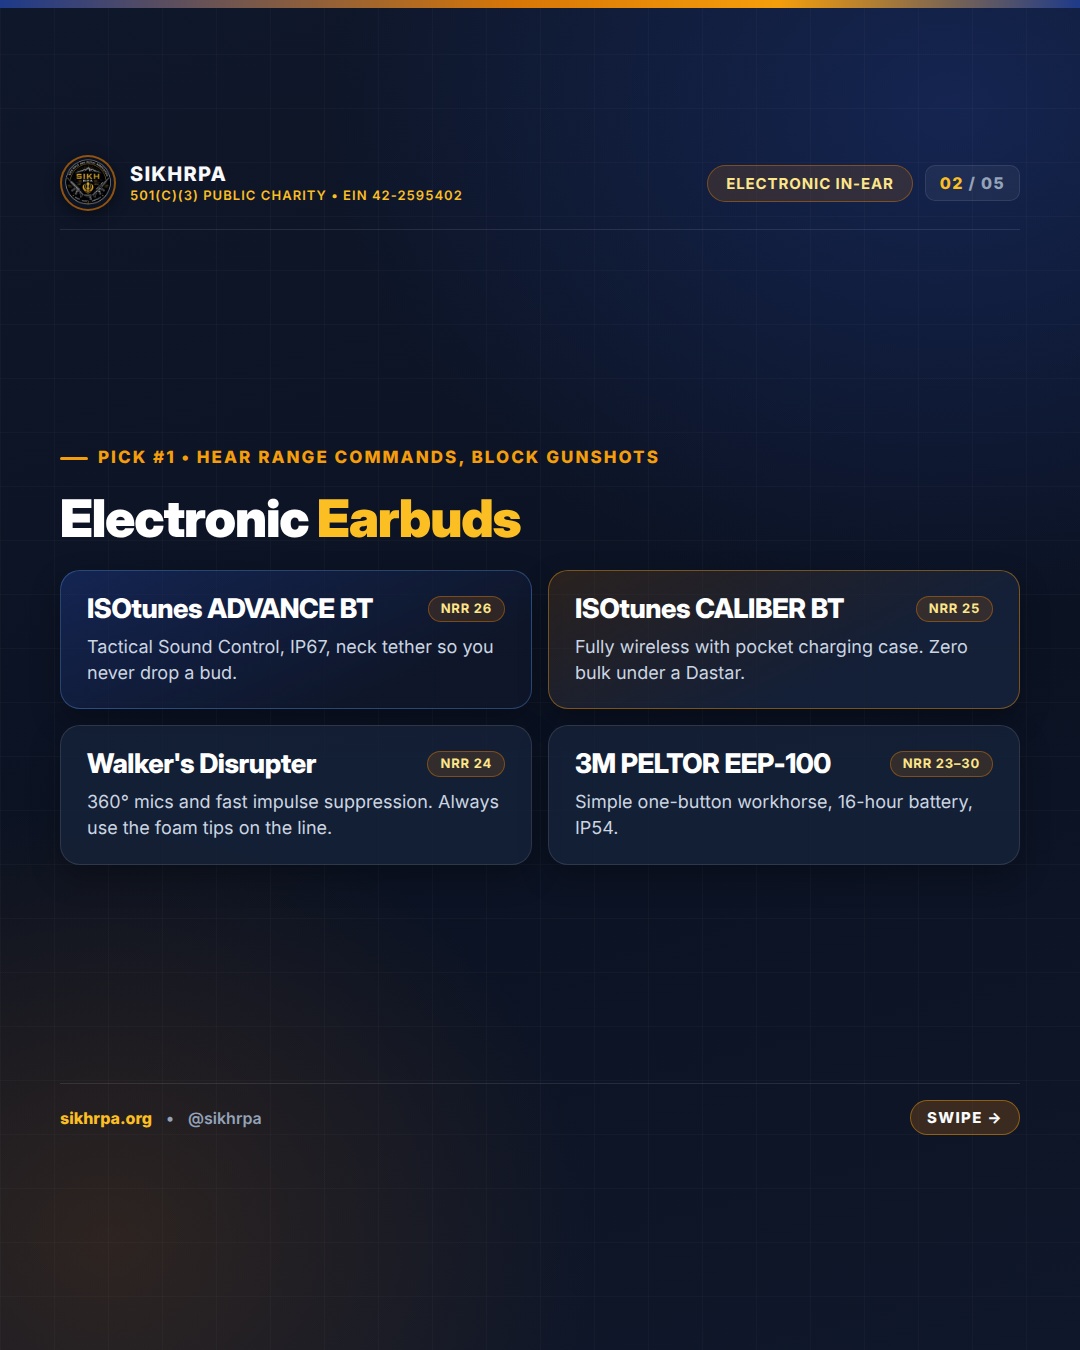 SIKH
SIKHRPA
501(C)(3) PUBLIC CHARITY • EIN 42-2595402
ELECTRONIC IN-EAR
02 / 05
PICK #1 • HEAR RANGE COMMANDS, BLOCK GUNSHOTS
Electronic Earbuds
ISOtunes ADVANCE BT
NRR 26
Tactical Sound Control, IP67, neck tether so you
never drop a bud.
ISOtunes CALIBER BT
NRR 25
Fully wireless with pocket charging case. Zero
bulk under a Dastar.
Walker's Disrupter
NRR 24
360° mics and fast impulse suppression. Always
use the foam tips on the line.
3M PELTOR EEP-100
NRR 23–30
Simple one-button workhorse, 16-hour battery,
IP54.
sikhrpa.org • @sikhrpa
SWIPE →